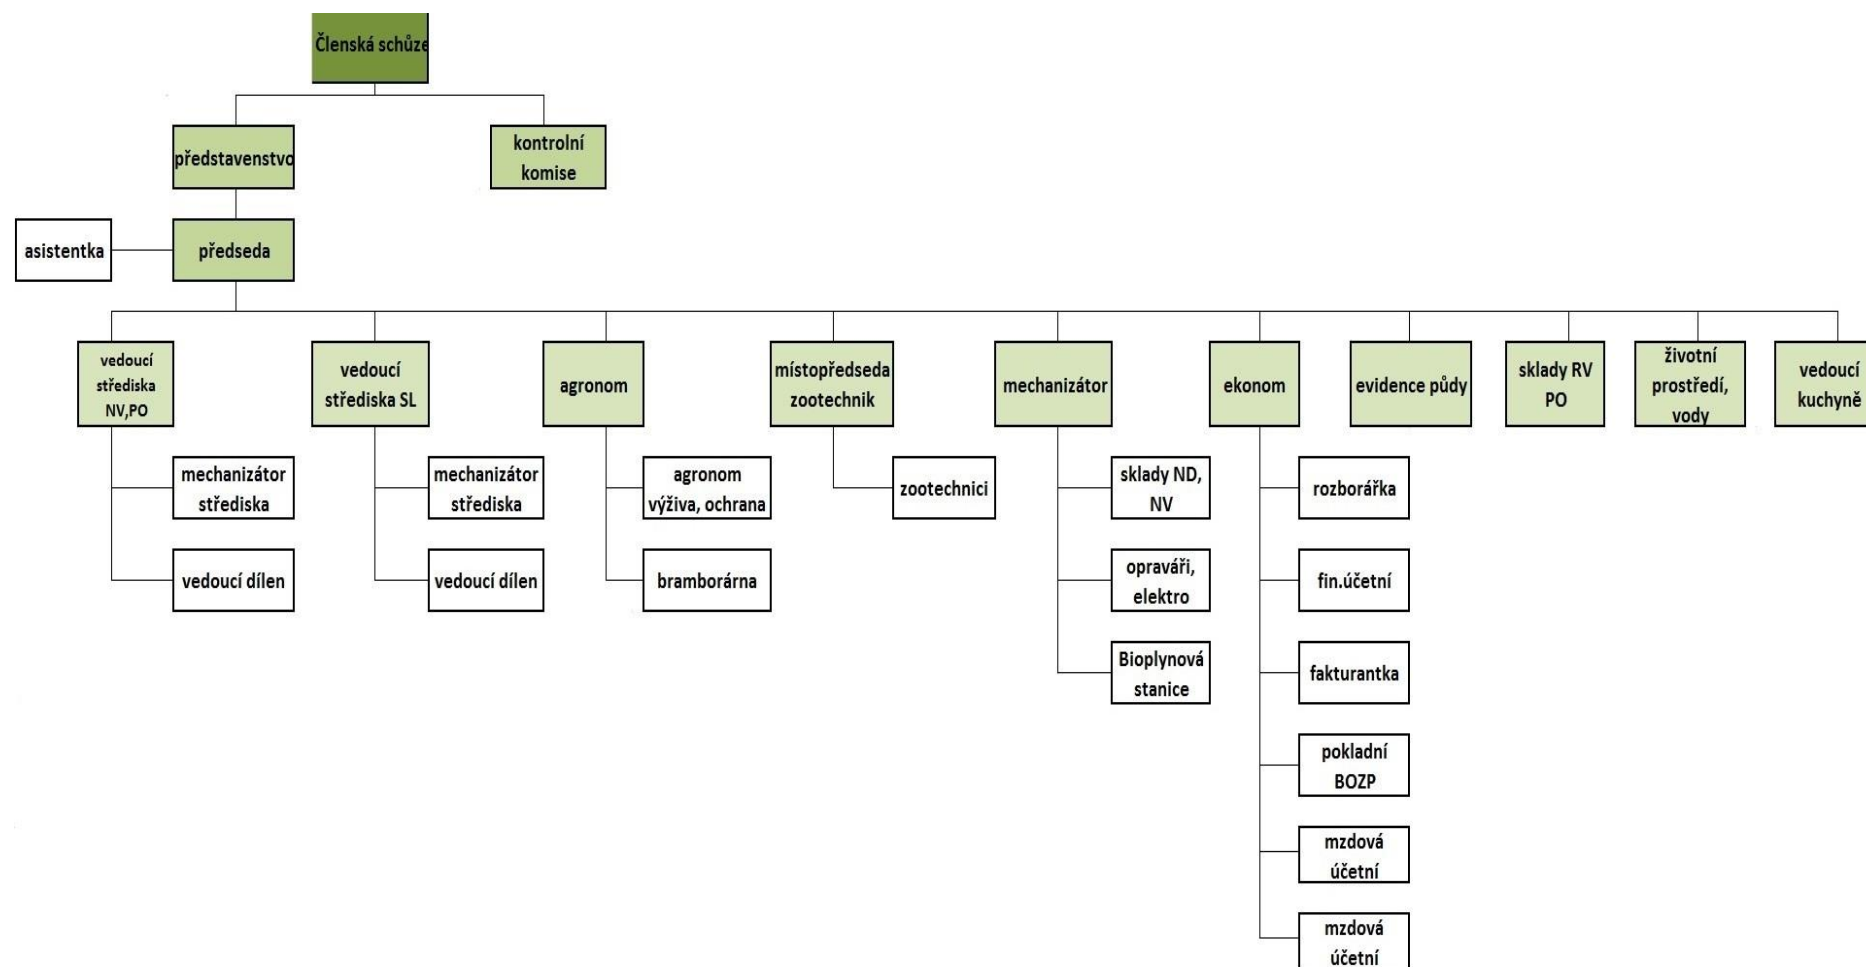 Členská schůze
představenstvo
kontrolní
komise
asistentka
předseda
vedoucí
střediska
NV,PO
vedoucí
střediska SL
agronom
místopředseda
zootechnik
mechanizátor
ekonom
evidence půdy
sklady RV
PO
životní
prostředí,
vody
vedoucí
kuchyně
mechanizátor
střediska
mechanizátor
střediska
agronom
výživa, ochrana
zootechnici
sklady ND,
NV
rozborářka
vedoucí dílen
vedoucí dílen
bramborárna
opraváři,
elektro
fin.účetní
Bioplynová
stanice
fakturantka
pokladní
BOZP
mzdová
účetní
mzdová
účetní